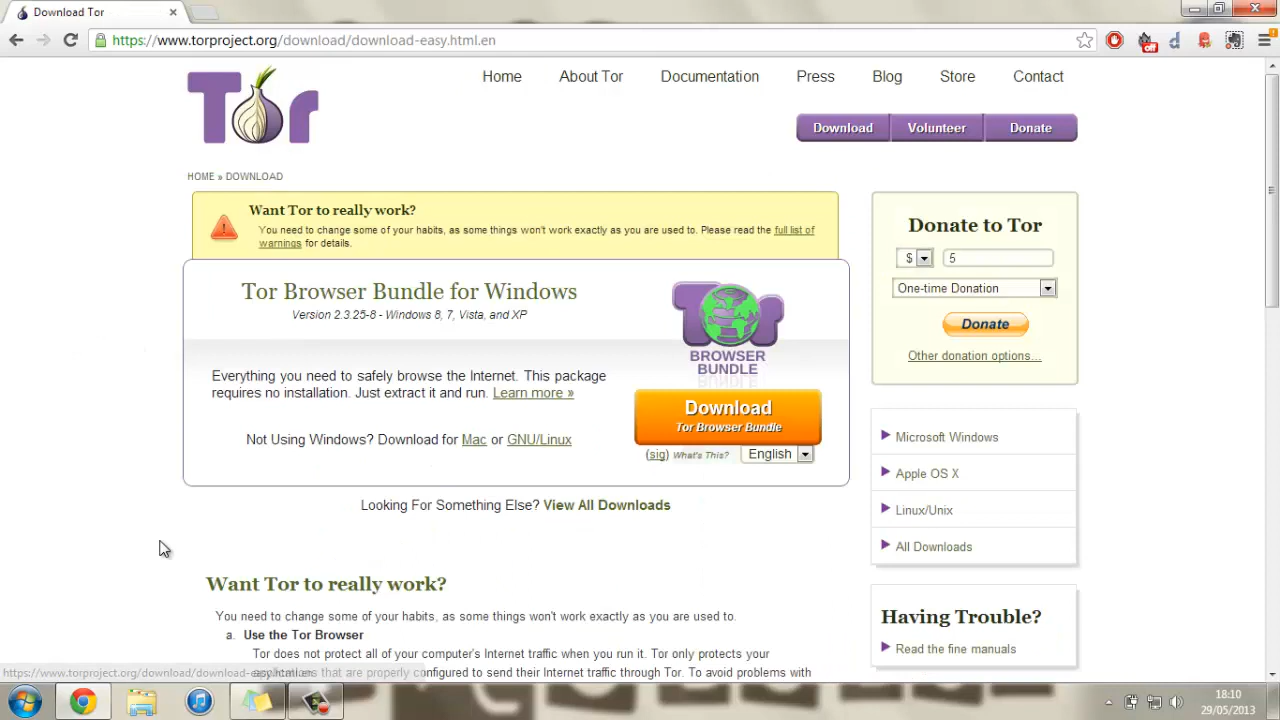 Download Tor
https://www.torproject.org/download/download-easy.html.en
off
Tor
Home About Tor Documentation Press Blog Store Contact
Download Volunteer Donate
HOME » DOWNLOAD
Want Tor to really work?
You need to change some of your habits, as some things won't work exactly as you are used to. Please read the full list of
warnings for details.
Tor Browser Bundle for Windows
Version 2.3.25-8 - Windows 8, 7, Vista, and XP
Everything you need to safely browse the Internet. This package
requires no installation. Just extract it and run. Learn more »
Not Using Windows? Download for Mac or GNU/Linux
Tor
BROWSER
BUNDLE
Download
Tor Browser Bundle
(sig) What's This? English
Looking For Something Else? View All Downloads
Donate to Tor
$ 5
One-time Donation
Donate
Other donation options...
Microsoft Windows
Apple OS X
Linux/Unix
All Downloads
Having Trouble?
Read the fine manuals
Want Tor to really work?
You need to change some of your habits, as some things won't work exactly as you are used to.
a. Use the Tor Browser
Tor does not protect all of your computer's Internet traffic when you run it. Tor only protects your
applications that are properly configured to send their Internet traffic through Tor. To avoid problems with
https://www.torproject.org/download/download-easy.html.en
18:10
29/05/2013